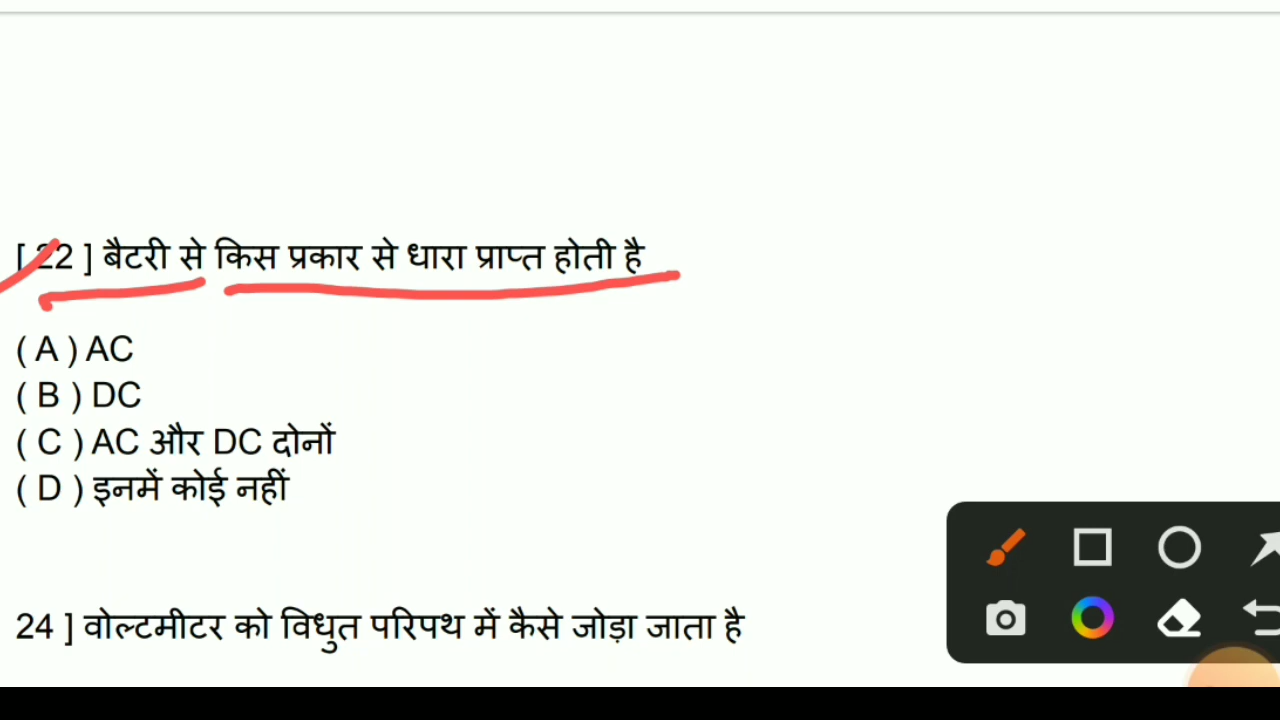 [ 22 ] बैटरी से किस प्रकार से धारा प्राप्त होती है
( A ) AC
( B ) DC
( C ) AC और DC दोनों
( D ) इनमें कोई नहीं
24 ] वोल्टमीटर को विधुत परिपथ में कैसे जोड़ा जाता है